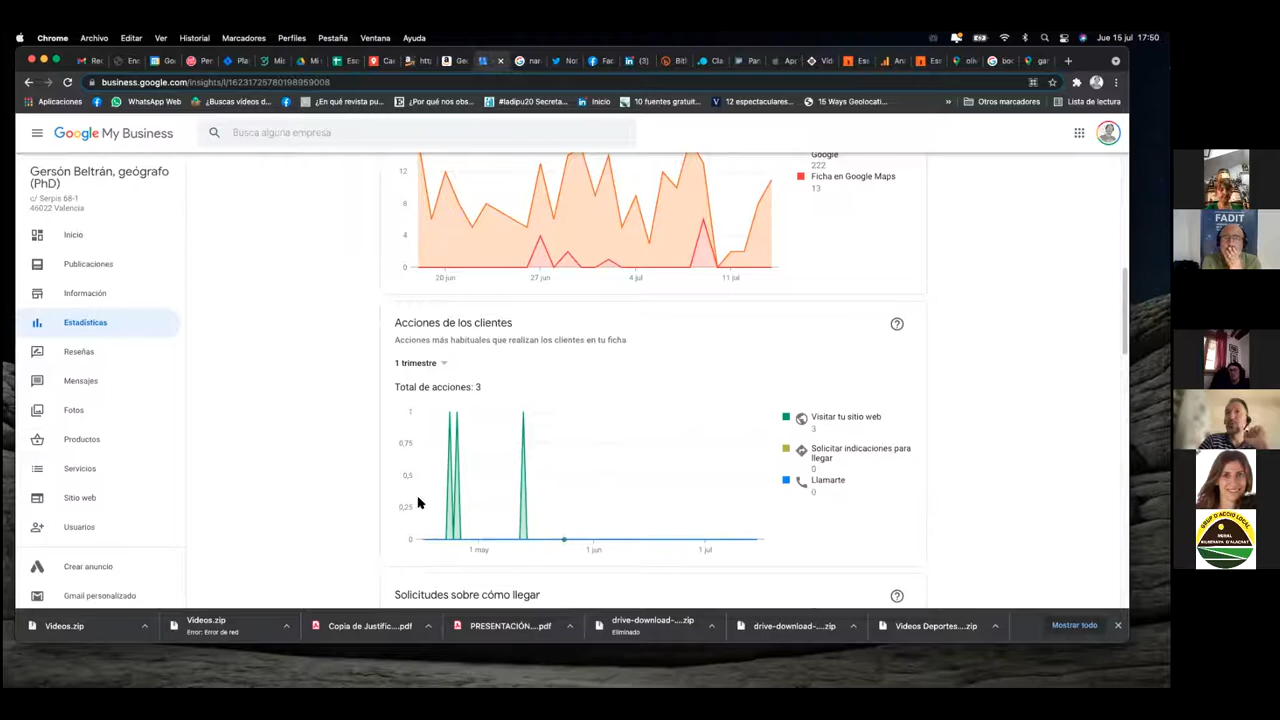 Chrome Archivo Editar Ver Historial Marcadores Perfiles Pestaña Ventana Ayuda Jue 15 jul 17:50
business.google.com/insights/l/16231725780198959008
Aplicaciones WhatsApp Web ¿Buscas vídeos d... ¿En qué revista pu... ¿Por qué nos obs... #ladipu20 Secreta... Inicio 10 fuentes gratuit... 12 espectaculares... 15 Ways Geolocati... » Otros marcadores Lista de lectura
Google My Business
Busca alguna empresa
Gersón Beltrán, geógrafo
(PhD)
c/ Serpis 68-1
46022 Valencia
Inicio
Publicaciones
Información
Estadísticas
Reseñas
Mensajes
Fotos
Productos
Servicios
Sitio web
Usuarios
Crear anuncio
Gmail personalizado
Google
222
Ficha en Google Maps
13
12
8
4
0
20 jun 27 jun 4 jul 11 jul
Acciones de los clientes
Acciones más habituales que realizan los clientes en tu ficha
1 trimestre
Total de acciones: 3
1
0,75
0,5
0,25
0
1 may 1 jun 1 jul
Visitar tu sitio web
3
Solicitar indicaciones para
llegar
0
Llamarte
0
Solicitudes sobre cómo llegar
Videos.zip
Videos.zip
Error: Error de red
Copia de Justific....pdf
PRESENTACIÓN....pdf
drive-download-....zip
Eliminado
drive-download-....zip
Videos Deportes....zip
Mostrar todo
FADIT
GRUP D'ACCIÓ LOCAL
RURAL